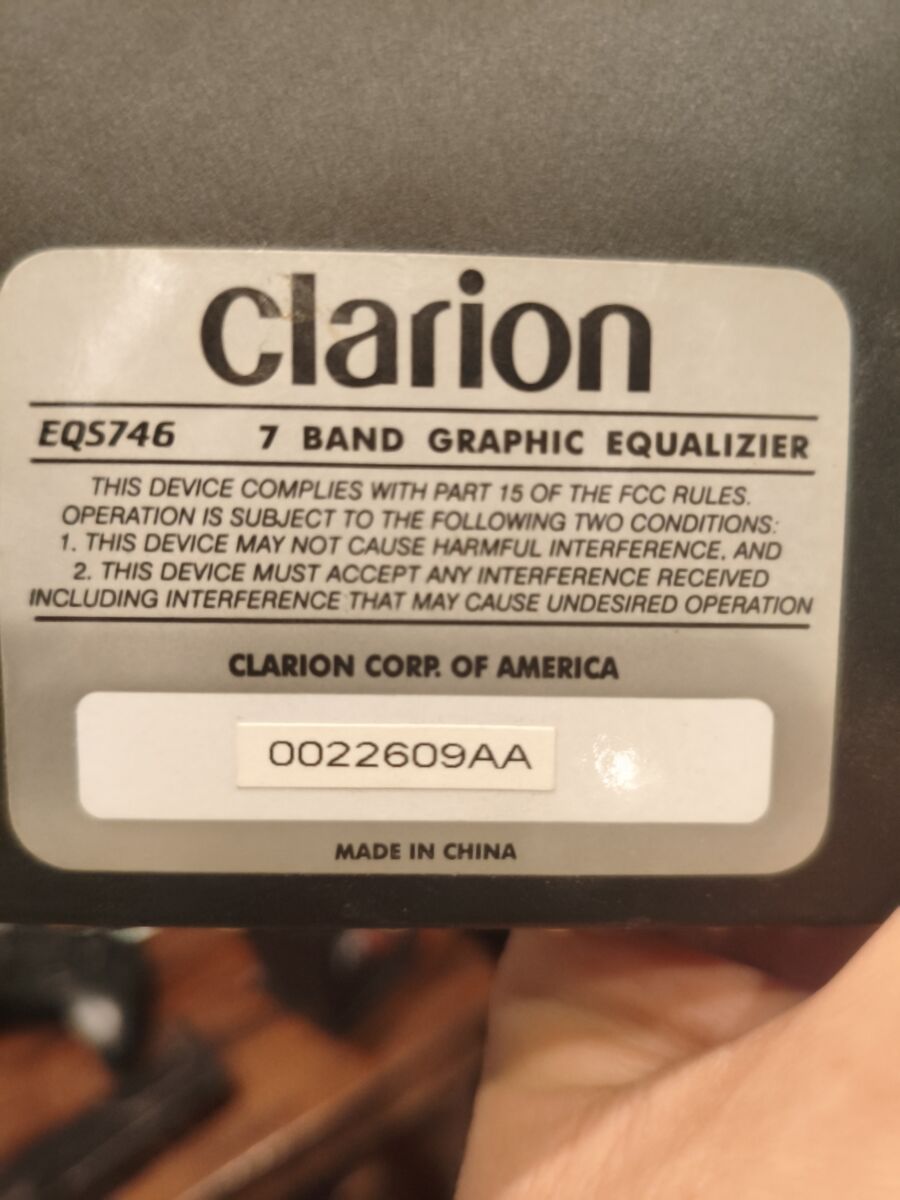 clarion
EQS746 7 BAND GRAPHIC EQUALIZIER
THIS DEVICE COMPLIES WITH PART 15 OF THE FCC RULES.
OPERATION IS SUBJECT TO THE FOLLOWING TWO CONDITIONS:
1. THIS DEVICE MAY NOT CAUSE HARMFUL INTERFERENCE. AND
2. THIS DEVICE MUST ACCEPT ANY INTERFERENCE RECEIVED
INCLUDING INTERFERENCE THAT MAY CAUSE UNDESIRED OPERATION
CLARION CORP. OF AMERICA
0022609AA
MADE IN CHINA